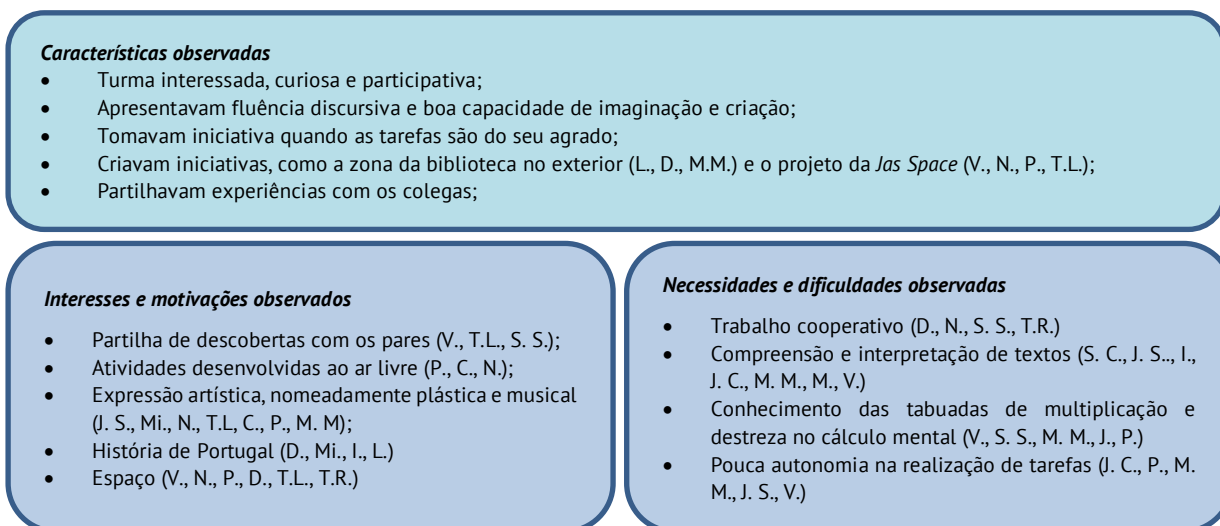 Características observadas
• Turma interessada, curiosa e participativa;
• Apresentavam fluência discursiva e boa capacidade de imaginação e criação;
• Tomavam iniciativa quando as tarefas são do seu agrado;
• Criavam iniciativas, como a zona da biblioteca no exterior (L., D., M.M.) e o projeto da Jas Space (V., N., P., T.L.);
• Partilhavam experiências com os colegas;
Interesses e motivações observados
• Partilha de descobertas com os pares (V., T.L., S. S.);
• Atividades desenvolvidas ao ar livre (P., C., N.);
• Expressão artística, nomeadamente plástica e musical
(J. S., Mi., N., T.L, C., P., M. M);
• História de Portugal (D., Mi., I., L.)
• Espaço (V., N., P., D., T.L., T.R.)
Necessidades e dificuldades observadas
• Trabalho cooperativo (D., N., S. S., T.R.)
• Compreensão e interpretação de textos (S. C., J. S.., I.,
J. C., M. M., M., V.)
• Conhecimento das tabuadas de multiplicação e
destreza no cálculo mental (V., S. S., M. M., J., P.)
• Pouca autonomia na realização de tarefas (J. C., P., M.
M., J. S., V.)